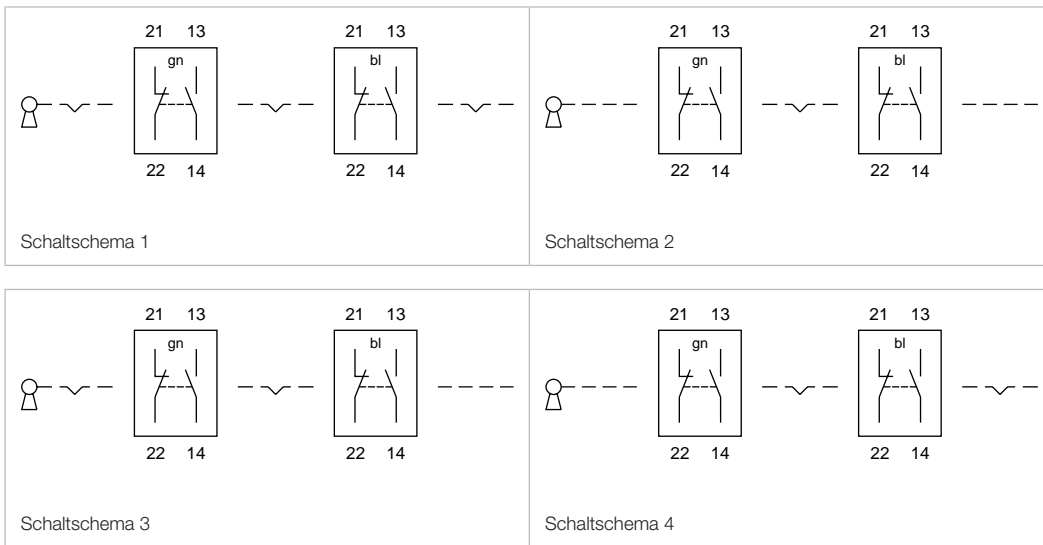 21 13 21 13 21 13 21 13
gn bl gn bl
22 14 22 14 22 14 22 14
Schaltschema 1 Schaltschema 2
21 13 21 13 21 13 21 13
gn bl gn bl
22 14 22 14 22 14 22 14
Schaltschema 3 Schaltschema 4